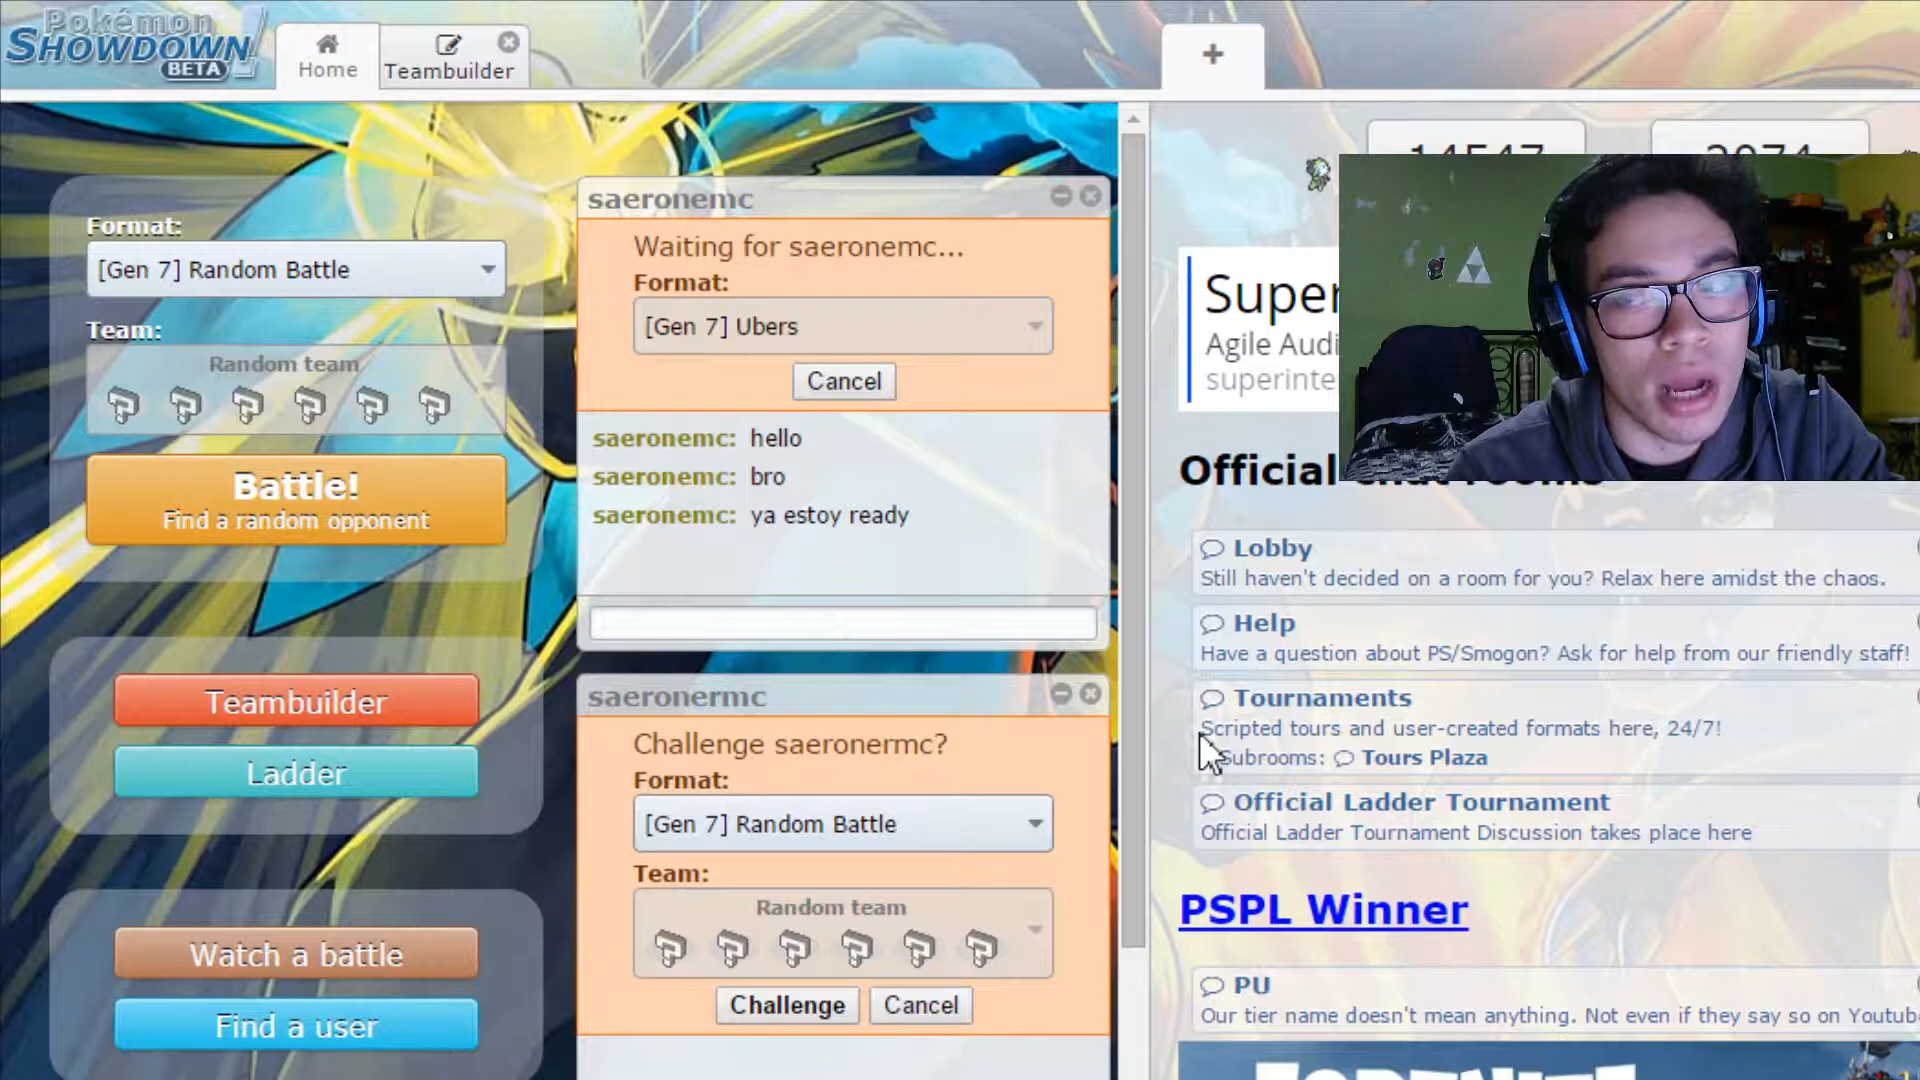 Pokémon
SHOWDOWN!
BETA
Home
Teambuilder
+
Format:
[Gen 7] Random Battle
Team:
Random team
Battle!
Find a random opponent
Teambuilder
Ladder
Watch a battle
Find a user
saeronemc
Waiting for saeronemc...
Format:
[Gen 7] Ubers
Cancel
saeronemc: hello
saeronemc: bro
saeronemc: ya estoy ready
saeronermc
Challenge saeronermc?
Format:
[Gen 7] Random Battle
Team:
Random team
Challenge
Cancel
14547
2074
Super
Agile Audi
superinte
Official chat rooms
Lobby
Still haven't decided on a room for you? Relax here amidst the chaos.
Help
Have a question about PS/Smogon? Ask for help from our friendly staff!
Tournaments
Scripted tours and user-created formats here, 24/7!
Subrooms: Tours Plaza
Official Ladder Tournament
Official Ladder Tournament Discussion takes place here
PSPL Winner
PU
Our tier name doesn't mean anything. Not even if they say so on Youtub
FORTNITE